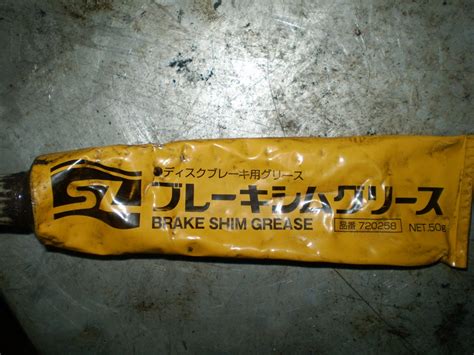 ●ディスクブレーキ用グリース
ブレーキシムグリース
BRAKE SHIM GREASE 品番 720258 NET.50g